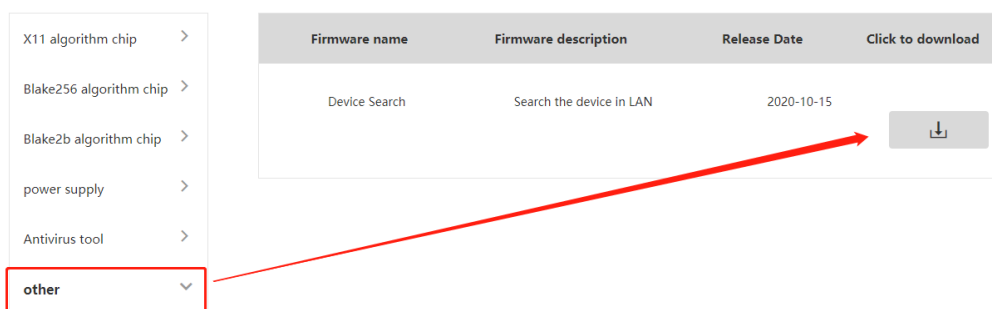 X11 algorithm chip
Blake256 algorithm chip
Blake2b algorithm chip
power supply
Antivirus tool
other
Firmware name Firmware description Release Date Click to download
Device Search Search the device in LAN 2020-10-15